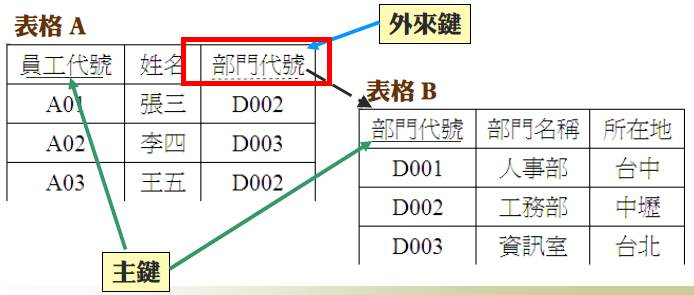 外來鍵
表格 A
員工代號 姓名 部門代號
A01 張三 D002
A02 李四 D003
A03 王五 D002
表格 B
部門代號 部門名稱 所在地
D001 人事部 台中
D002 工務部 中壢
D003 資訊室 台北
主鍵